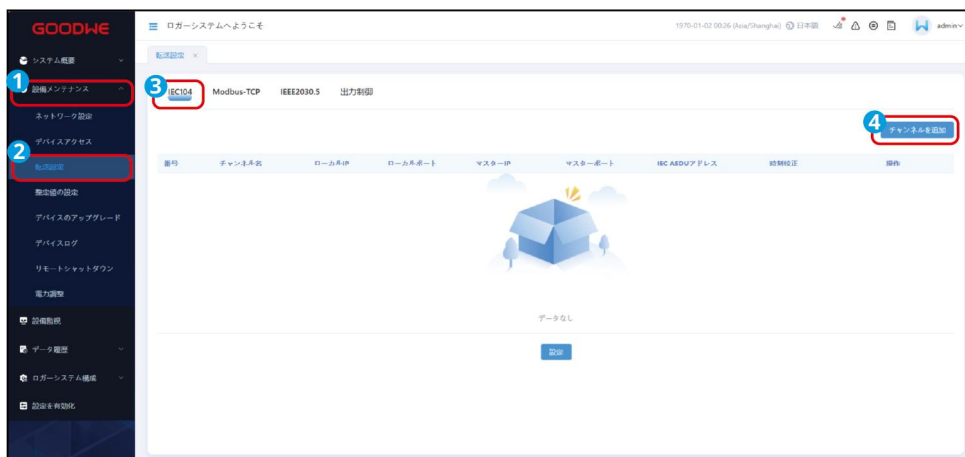 GOODWE
ロガーシステムへようこそ
1970-01-02 00:26 (Asia/Shanghai) 日本語
admin
システム概要
転送設定 ×
1
設備メンテナンス
3
IEC104 Modbus-TCP IEEE2030.5 出力制御
ネットワーク設定
4
チャンネルを追加
デバイスアクセス
2
転送設定
番号 チャンネル名 ローカルIP ローカルポート マスターIP マスターポート IEC ASDUアドレス 時刻校正 操作
整定値の設定
デバイスのアップグレード
デバイスログ
リモートシャットダウン
電力調整
データなし
設備監視
設定
データ履歴
ロガーシステム構成
設定を有効化